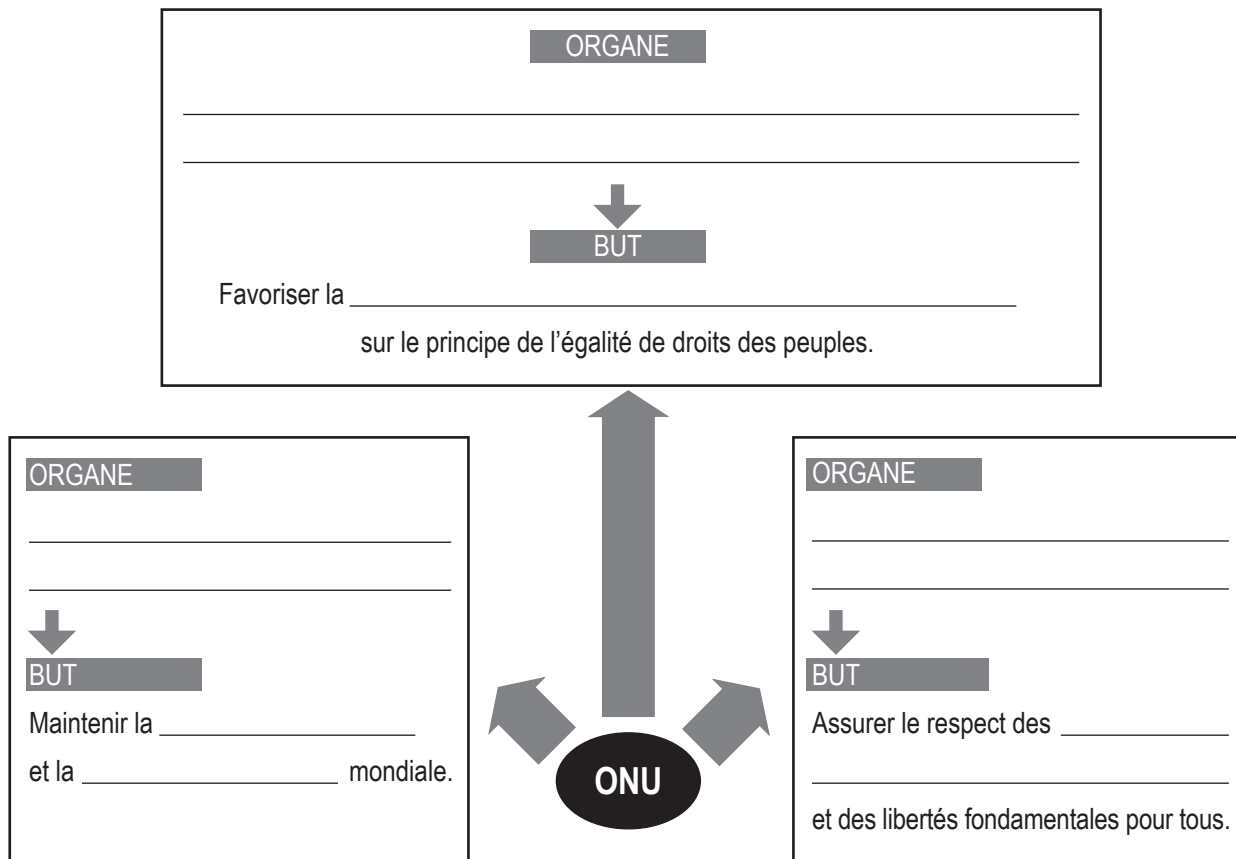 ORGANE
BUT
Favoriser la
sur le principe de l’égalité de droits des peuples.
ORGANE
BUT
Maintenir la
et la mondiale.
ONU
ORGANE
BUT
Assurer le respect des
et des libertés fondamentales pour tous.